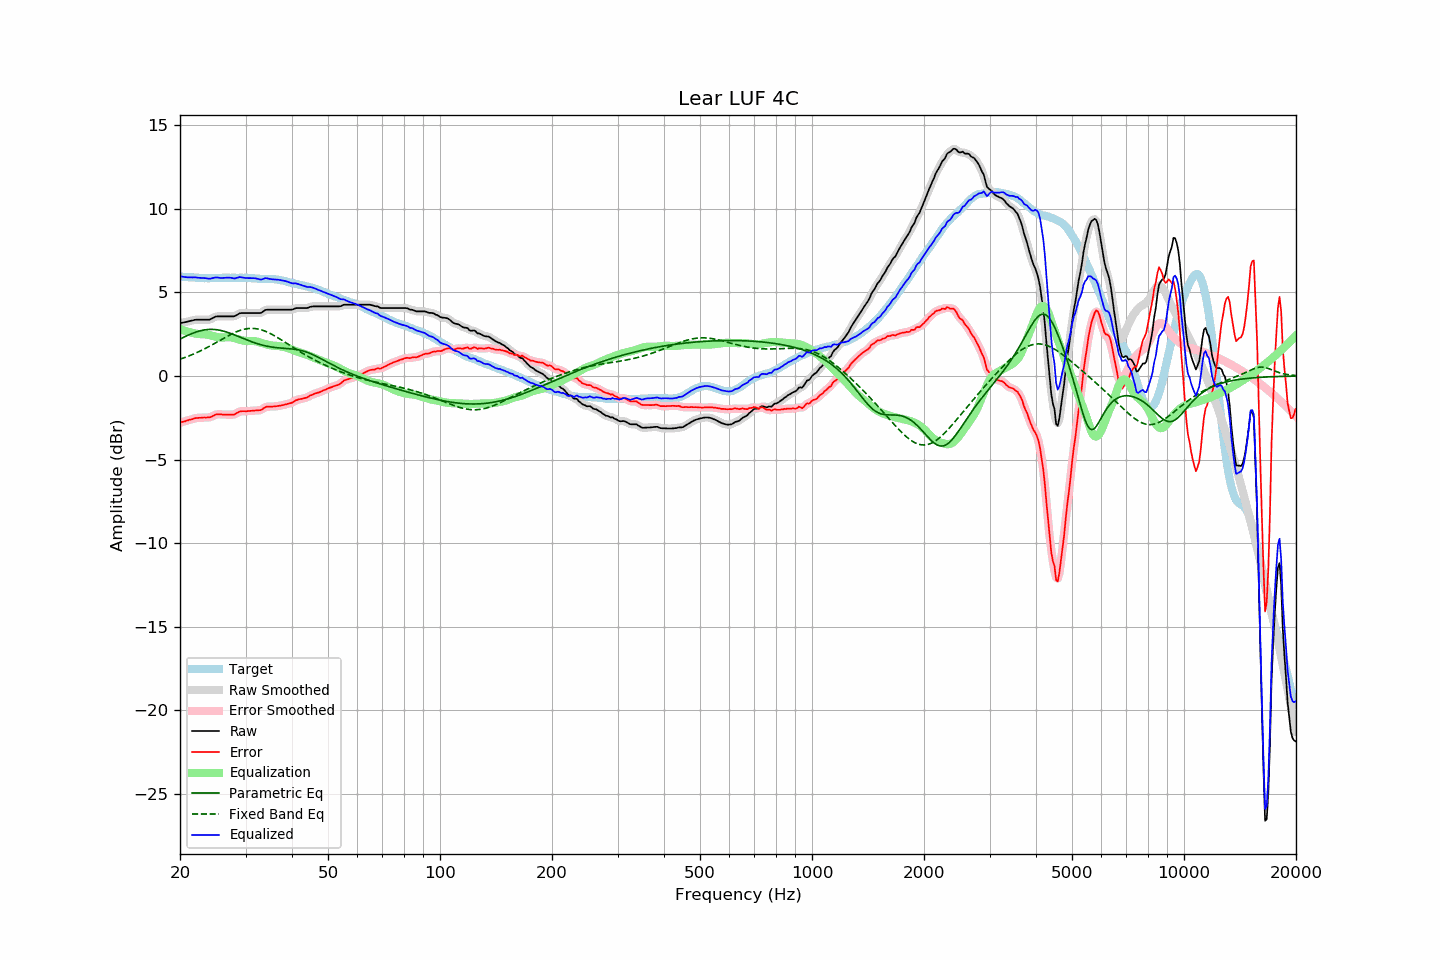 Lear LUF 4C
15
10
5
0
−5
−10
−15
−20
−25
Amplitude (dBr)
Target
Raw Smoothed
Error Smoothed
Raw
Error
Equalization
Parametric Eq
Fixed Band Eq
Equalized
20 50 100 200 500 1000 2000 5000 10000 20000
Frequency (Hz)